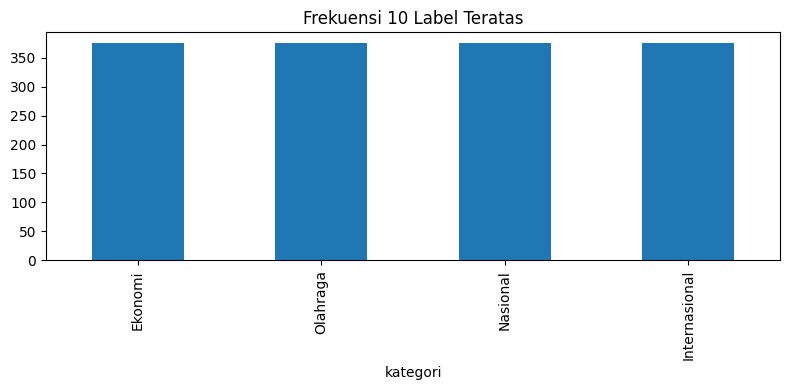 Frekuensi 10 Label Teratas
350
300
250
200
150
100
50
0
Ekonomi
Olahraga
Nasional
Internasional
kategori